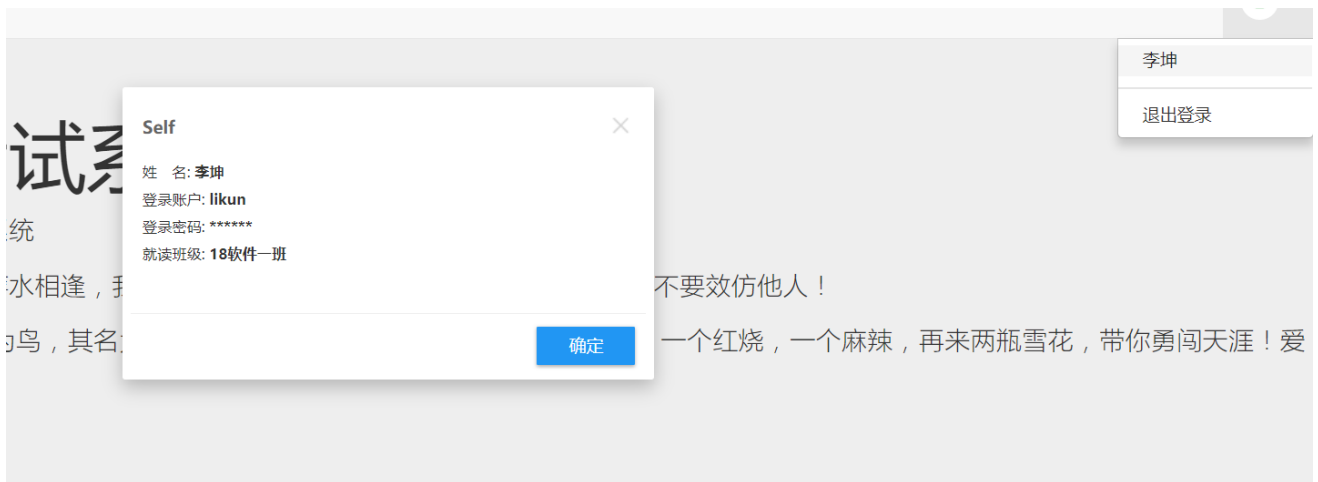 李坤
退出登录
Self
姓 名: 李坤
登录账户: likun
登录密码: ******
就读班级: 18软件一班
确定
试系
统
水相逢，
不要效仿他人！
鸟，其名
一个红烧，一个麻辣，再来两瓶雪花，带你勇闯天涯！爱